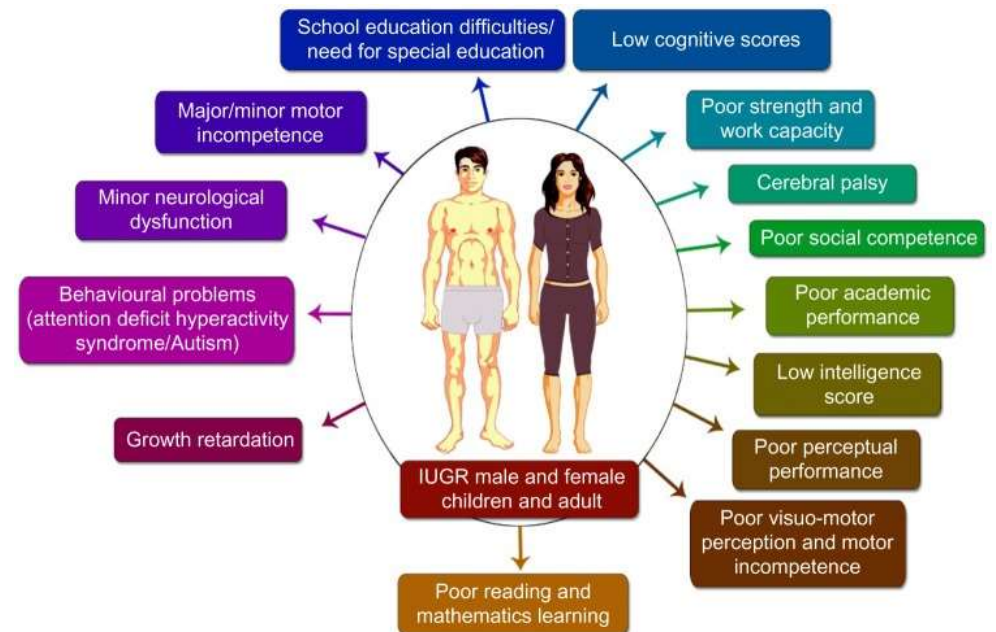 School education difficulties/
need for special education
Low cognitive scores
Major/minor motor
incompetence
Poor strength and
work capacity
Minor neurological
dysfunction
Cerebral palsy
Poor social competence
Behavioural problems
(attention deficit hyperactivity
syndrome/Autism)
Poor academic
performance
Low intelligence
score
Growth retardation
Poor perceptual
performance
IUGR male and female
children and adult
Poor visuo-motor
perception and motor
incompetence
Poor reading and
mathematics learning